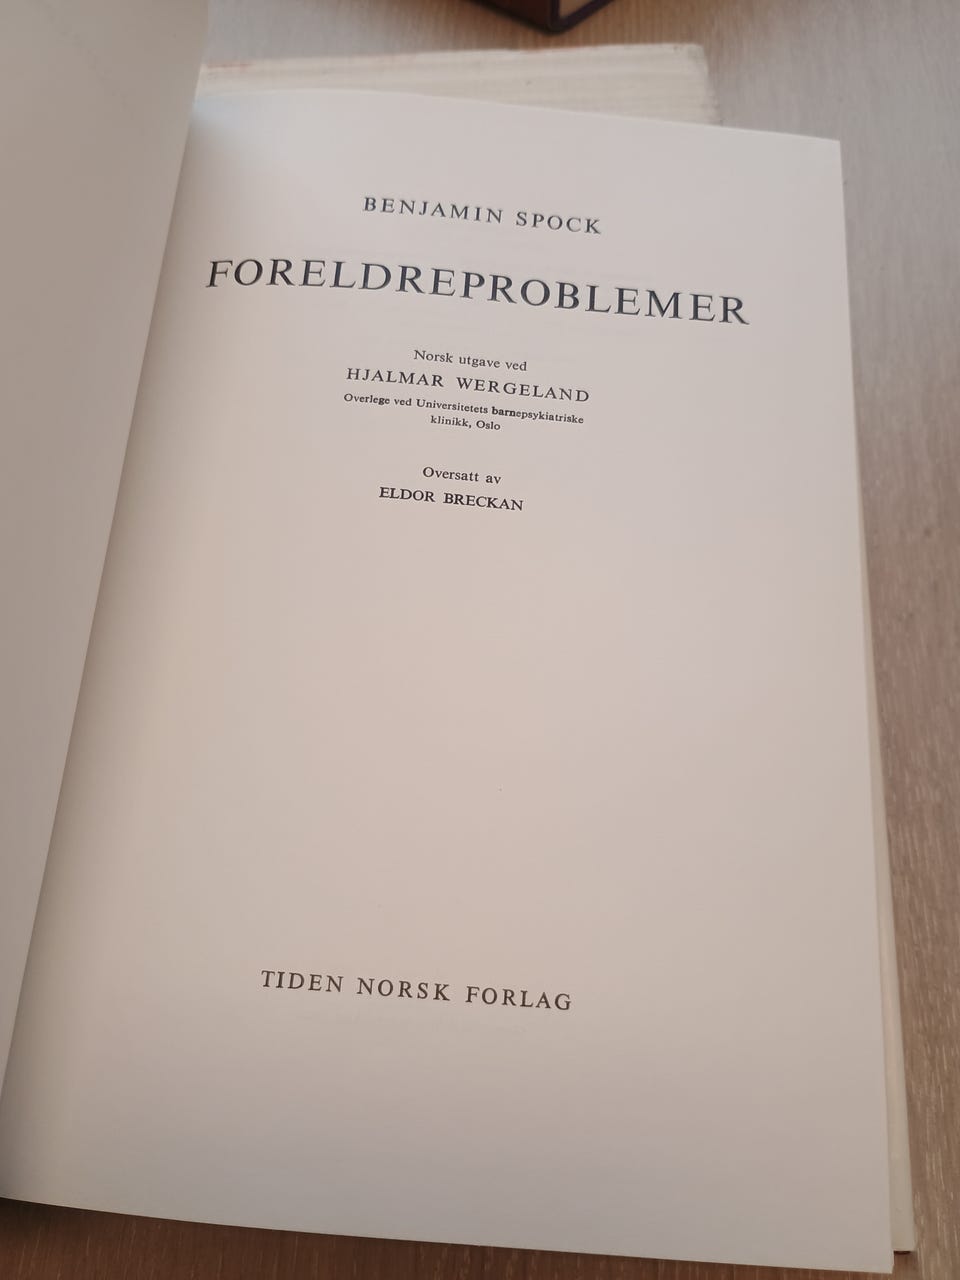 BENJAMIN SPOCK
FORELDREPROBLEMER
Norsk utgave ved
HJALMAR WERGELAND
Overlege ved Universitetets barnepsykiatriske
klinikk, Oslo
Oversatt av
ELDOR BRECKAN
TIDEN NORSK FORLAG